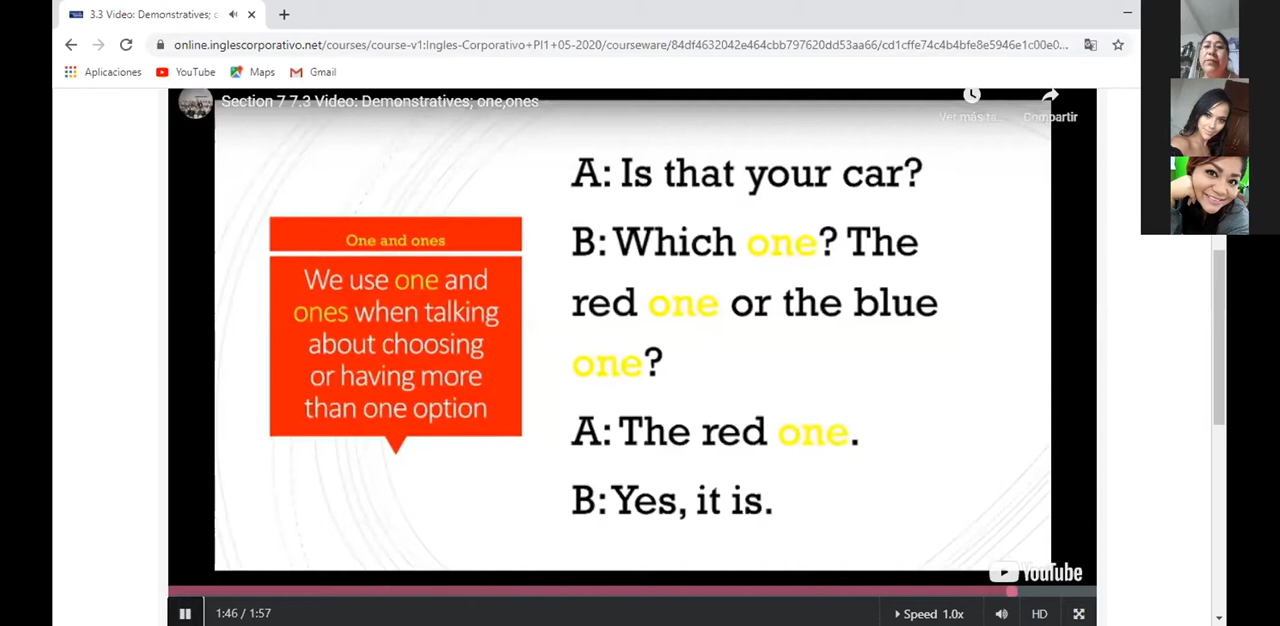 3.3 Video: Demonstratives; o
online.inglescorporativo.net/courses/course-v1:Ingles-Corporativo+PI1+05-2020/courseware/84df4632042e464cbb797620dd53aa66/cd1cffe74c4b4bfe8e5946e1c00e0...
Aplicaciones YouTube Maps Gmail
Section 7 7.3 Video: Demonstratives; one,ones
Ver más ta...
Compartir
One and ones
We use one and
ones when talking
about choosing
or having more
than one option
A: Is that your car?
B: Which one? The
red one or the blue
one?
A: The red one.
B: Yes, it is.
YouTube
1:46 / 1:57
Speed 1.0x
HD